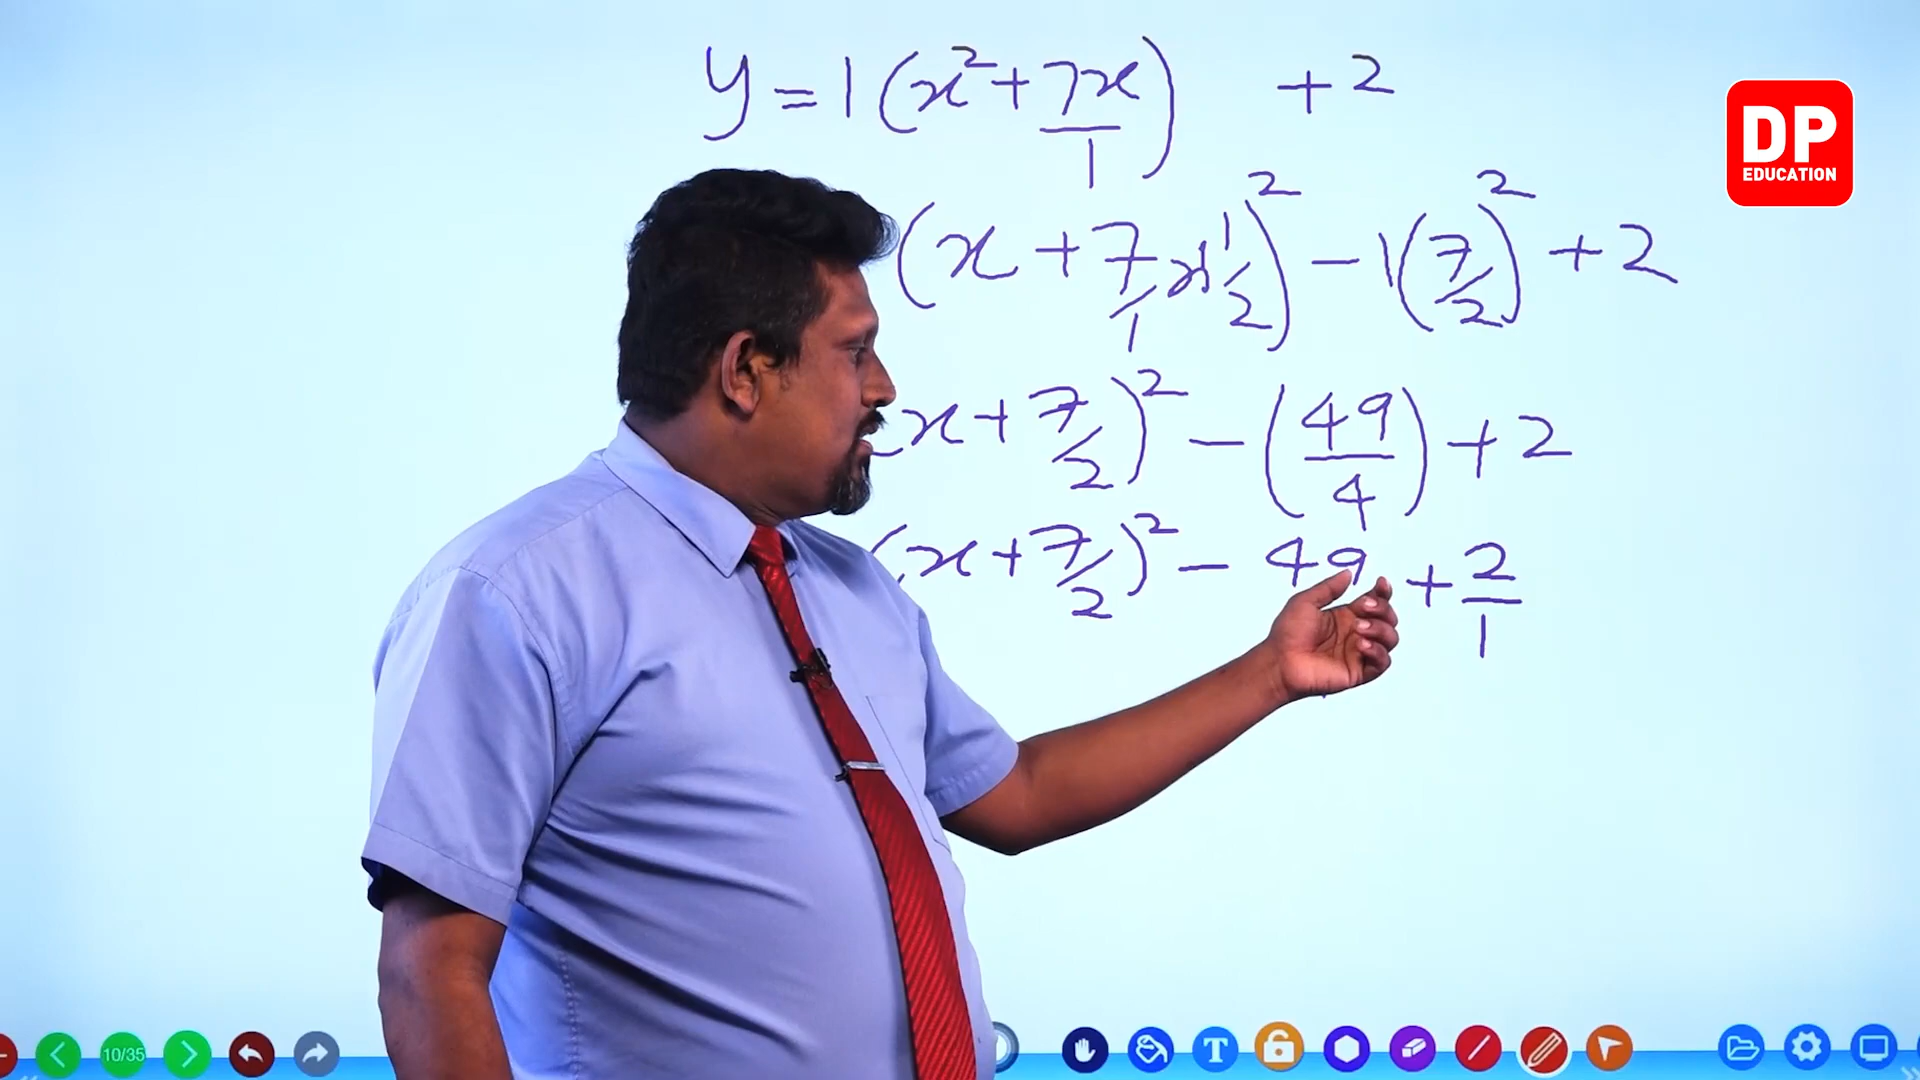 y = 1 (x² + 7x/1) + 2
DP
EDUCATION
(x + 7/1 x 1/2)² - 1(7/2)² + 2
x + 7/2)² - (49/4) + 2
(x + 7/2)² - 49 + 2/1
10/35
T